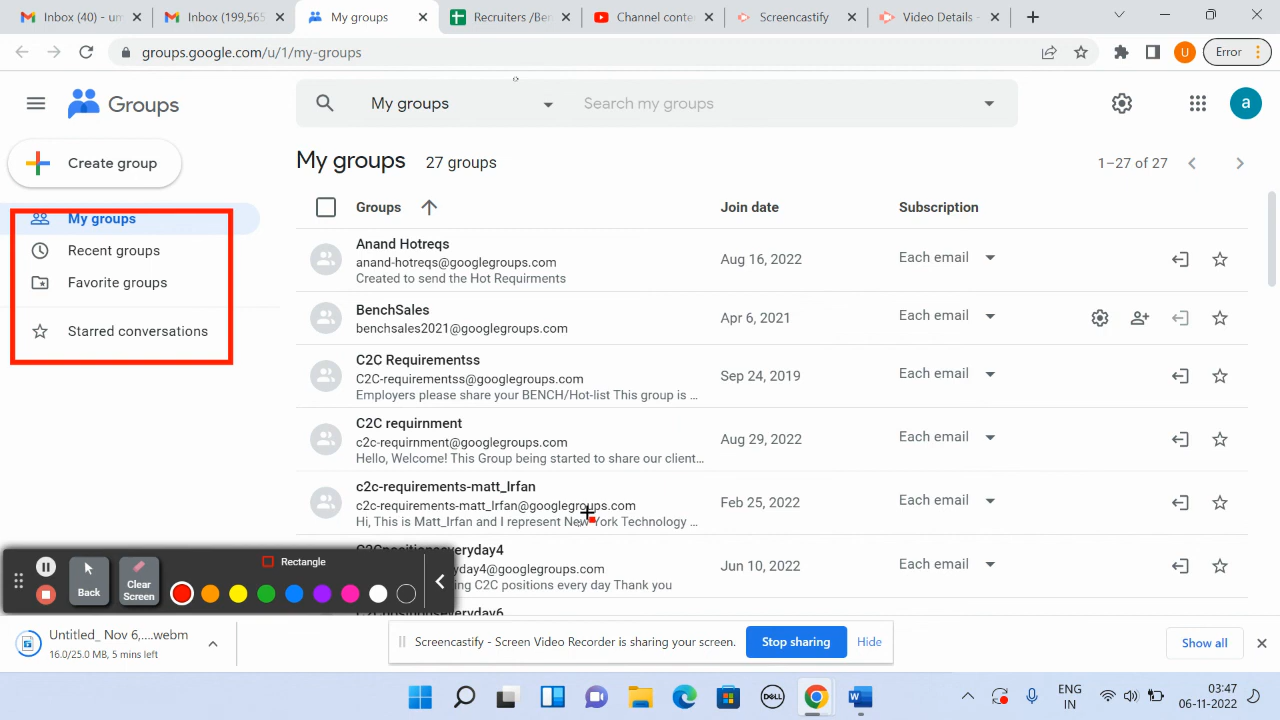 Inbox (40) - un
Inbox (199,565
My groups
Recruiters /Ben
Channel conte
Screencastify
Video Details -
groups.google.com/u/1/my-groups
U
Error
Groups
My groups
Search my groups
a
Create group
My groups
Recent groups
Favorite groups
Starred conversations
My groups 27 groups
1–27 of 27
Groups
Join date
Subscription
Anand Hotreqs
anand-hotreqs@googlegroups.com
Created to send the Hot Requirments
Aug 16, 2022
Each email
BenchSales
benchsales2021@googlegroups.com
Apr 6, 2021
Each email
C2C Requirementss
C2C-requirementss@googlegroups.com
Employers please share your BENCH/Hot-list This group is ...
Sep 24, 2019
Each email
C2C requirnment
c2c-requirnment@googlegroups.com
Hello, Welcome! This Group being started to share our client...
Aug 29, 2022
Each email
c2c-requirements-matt_Irfan
c2c-requirements-matt_Irfan@googlegroups.com
Hi, This is Matt_Irfan and I represent New York Technology ...
Feb 25, 2022
Each email
C2Cpositionseveryday4
yday4@googlegroups.com
ing C2C positions every day Thank you
Jun 10, 2022
Each email
Rectangle
Back
Clear
Screen
Untitled_ Nov 6,....webm
16.0/25.0 MB, 5 mins left
Screencastify - Screen Video Recorder is sharing your screen.
Stop sharing
Hide
Show all
DELL
ENG
IN
03:47
06-11-2022